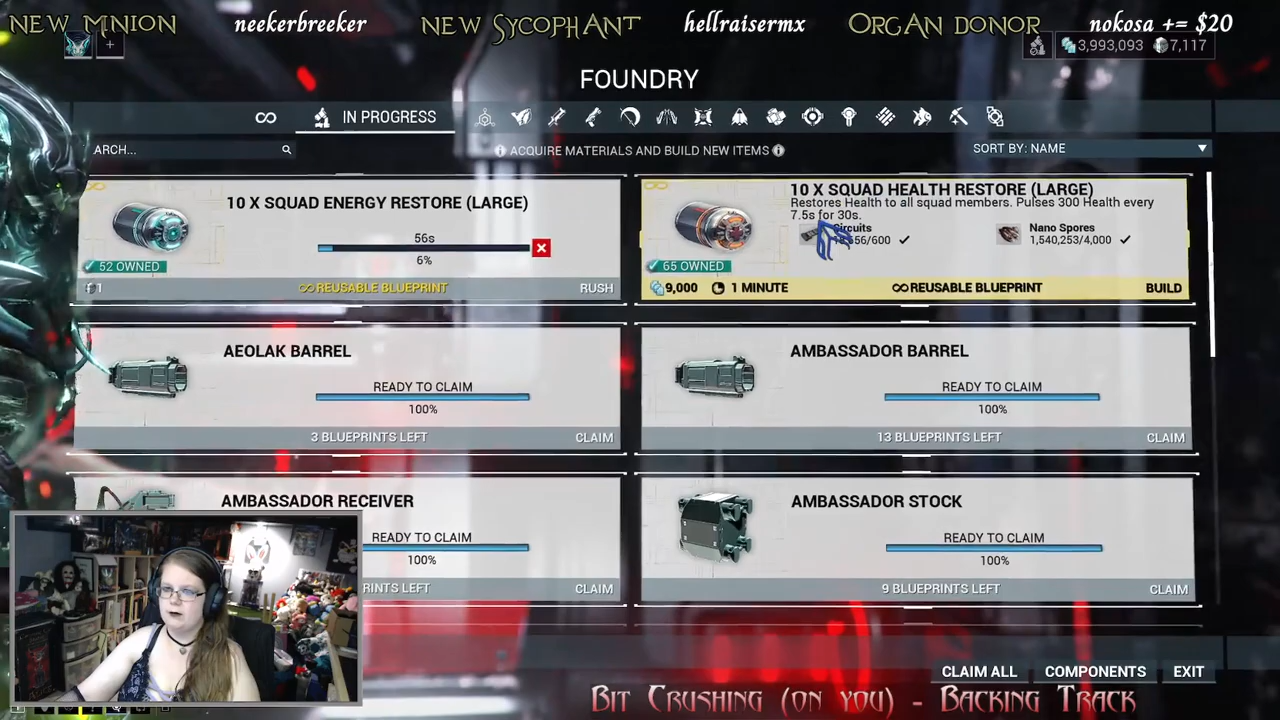 NEW MINION neekerbreeker NEW SYCOPHANT hellraisermx ORGAN DONOR nokosa += $20
3,993,093 7,117
FOUNDRY
IN PROGRESS
ARCH...
ACQUIRE MATERIALS AND BUILD NEW ITEMS
SORT BY: NAME
10 X SQUAD ENERGY RESTORE (LARGE)
56s
6%
52 OWNED
1 REUSABLE BLUEPRINT RUSH
10 X SQUAD HEALTH RESTORE (LARGE)
Restores Health to all squad members. Pulses 300 Health every
7.5s for 30s.
Circuits Nano Spores
1,540,253/4,000
65 OWNED
9,000 1 MINUTE REUSABLE BLUEPRINT BUILD
AEOLAK BARREL
READY TO CLAIM
100%
3 BLUEPRINTS LEFT CLAIM
AMBASSADOR BARREL
READY TO CLAIM
100%
13 BLUEPRINTS LEFT CLAIM
AMBASSADOR RECEIVER
READY TO CLAIM
100%
RINTS LEFT CLAIM
AMBASSADOR STOCK
READY TO CLAIM
100%
9 BLUEPRINTS LEFT CLAIM
CLAIM ALL COMPONENTS EXIT
BIT CRUSHING (ON YOU) - BACKING TRACK